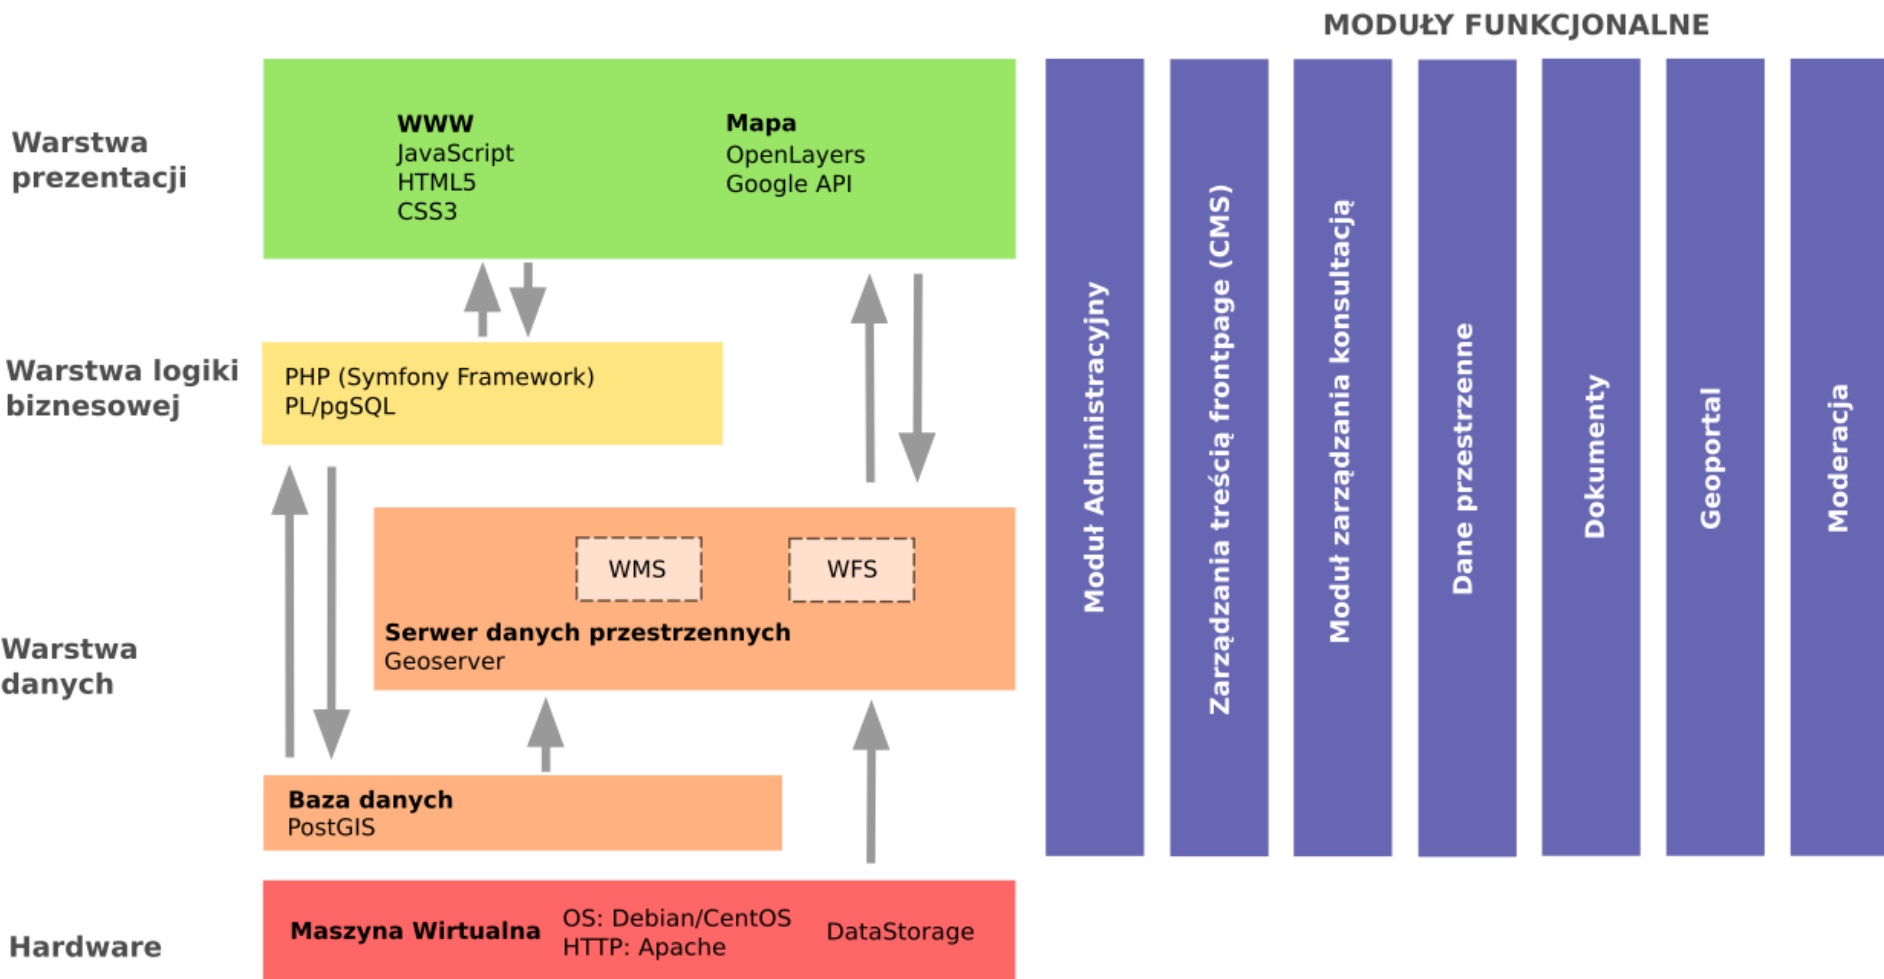 MODUŁY FUNKCJONALNE
Warstwa
prezentacji
WWW
JavaScript
HTML5
CSS3
Mapa
OpenLayers
Google API
Warstwa logiki
biznesowej
PHP (Symfony Framework)
PL/pgSQL
Warstwa
danych
WMS
WFS
Serwer danych przestrzennych
Geoserver
Baza danych
PostGIS
Hardware
Maszyna Wirtualna
OS: Debian/CentOS
HTTP: Apache
DataStorage
Moduł Administracyjny
Zarządzania treścią frontpage (CMS)
Moduł zarządzania konsultacją
Dane przestrzenne
Dokumenty
Geoportal
Moderacja